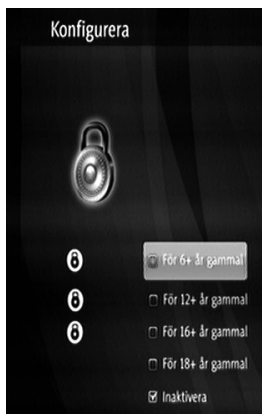 Konfigurera
För 6+ år gammal
För 12+ år gammal
För 16+ år gammal
För 18+ år gammal
Inaktivera